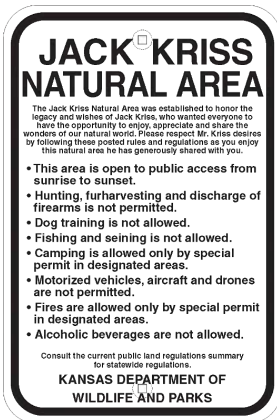 JACK KRISS
NATURAL AREA
The Jack Kriss Natural Area was established to honor the
legacy and wishes of Jack Kriss, who wanted everyone to
have the opportunity to enjoy, appreciate and share the
wonders of our natural world. Please respect Mr. Kriss desires
by following these posted rules and regulations as you enjoy
this natural area he has generously shared with you.
• This area is open to public access from
sunrise to sunset.
• Hunting, furharvesting and discharge of
firearms is not permitted.
• Dog training is not allowed.
• Fishing and seining is not allowed.
• Camping is allowed only by special
permit in designated areas.
• Motorized vehicles, aircraft and drones
are not permitted.
• Fires are allowed only by special permit
in designated areas.
• Alcoholic beverages are not allowed.
Consult the current public land regulations summary
for statewide regulations.
KANSAS DEPARTMENT OF
WILDLIFE AND PARKS